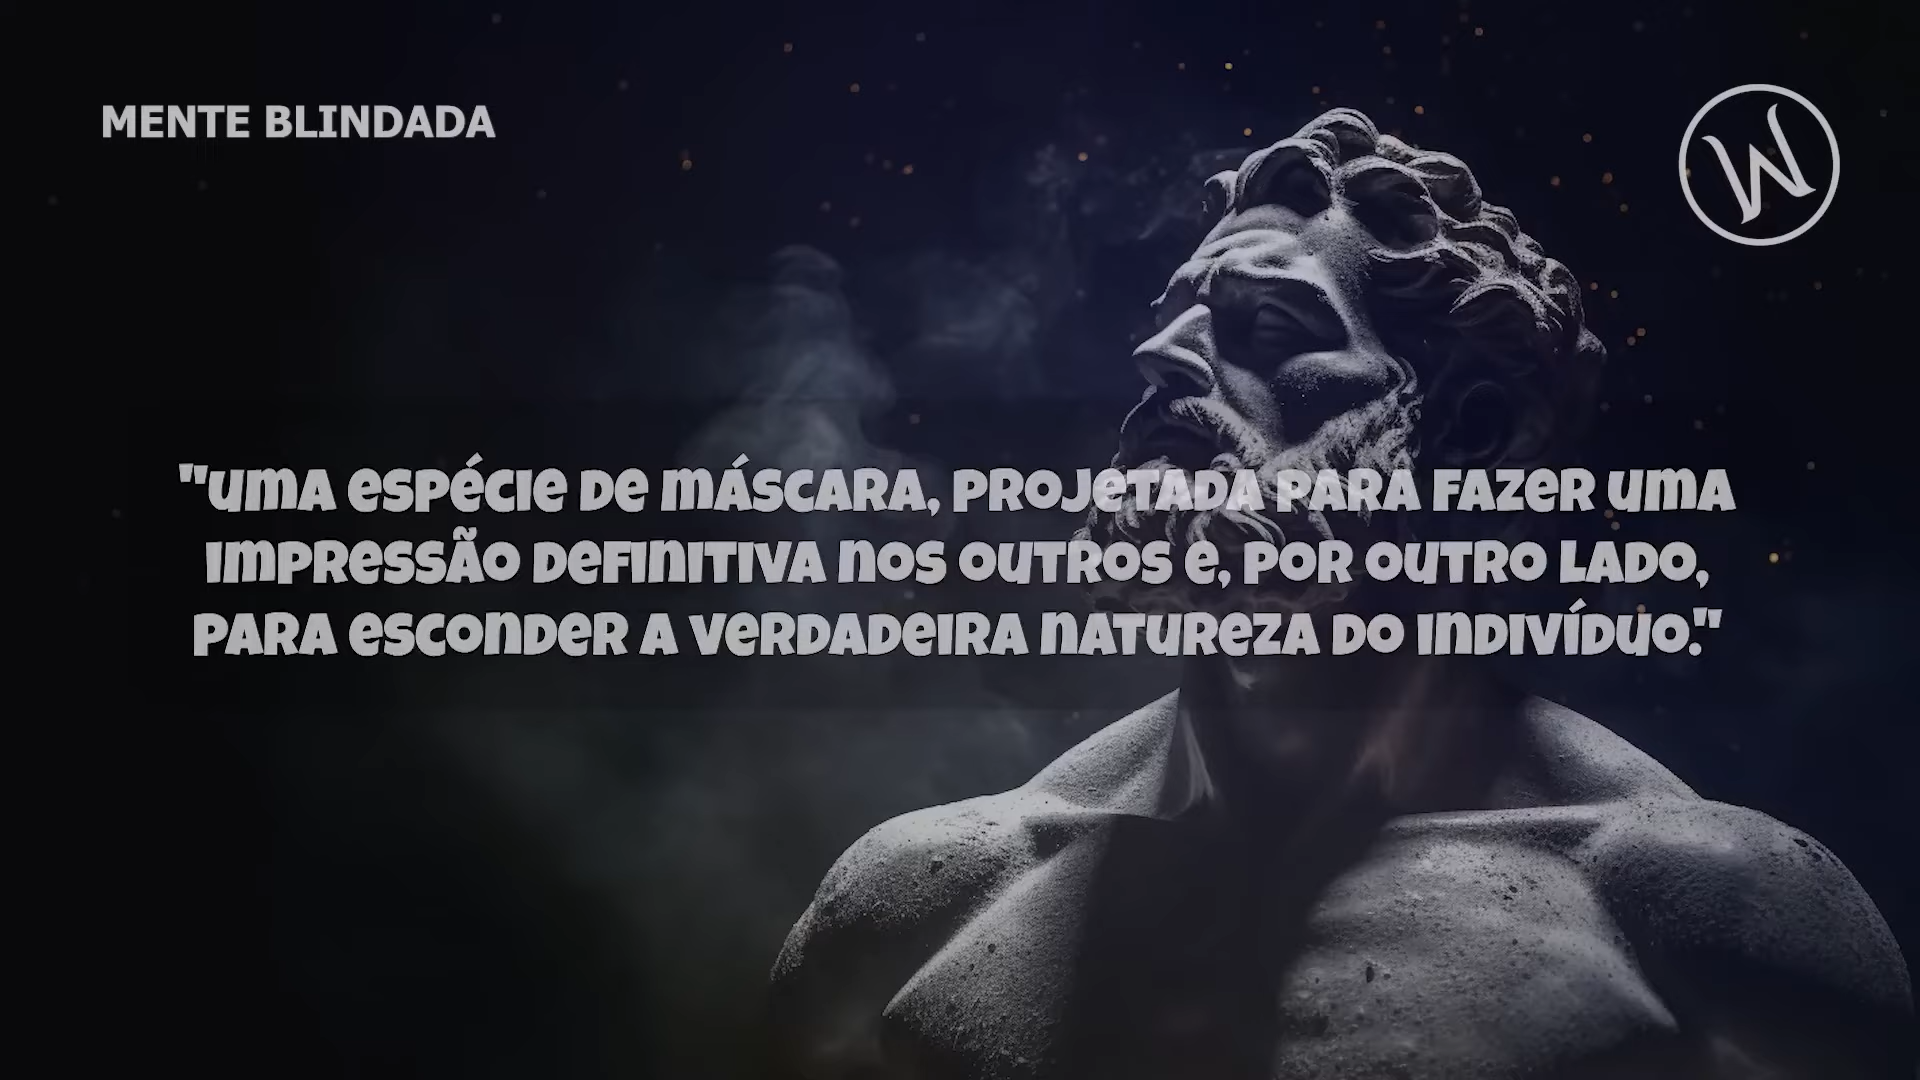 MENTE BLINDADA
W
"uma espécie de máscara, projetada para fazer uma
impressão definitiva nos outros e, por outro lado,
para esconder a verdadeira natureza do indivíduo."